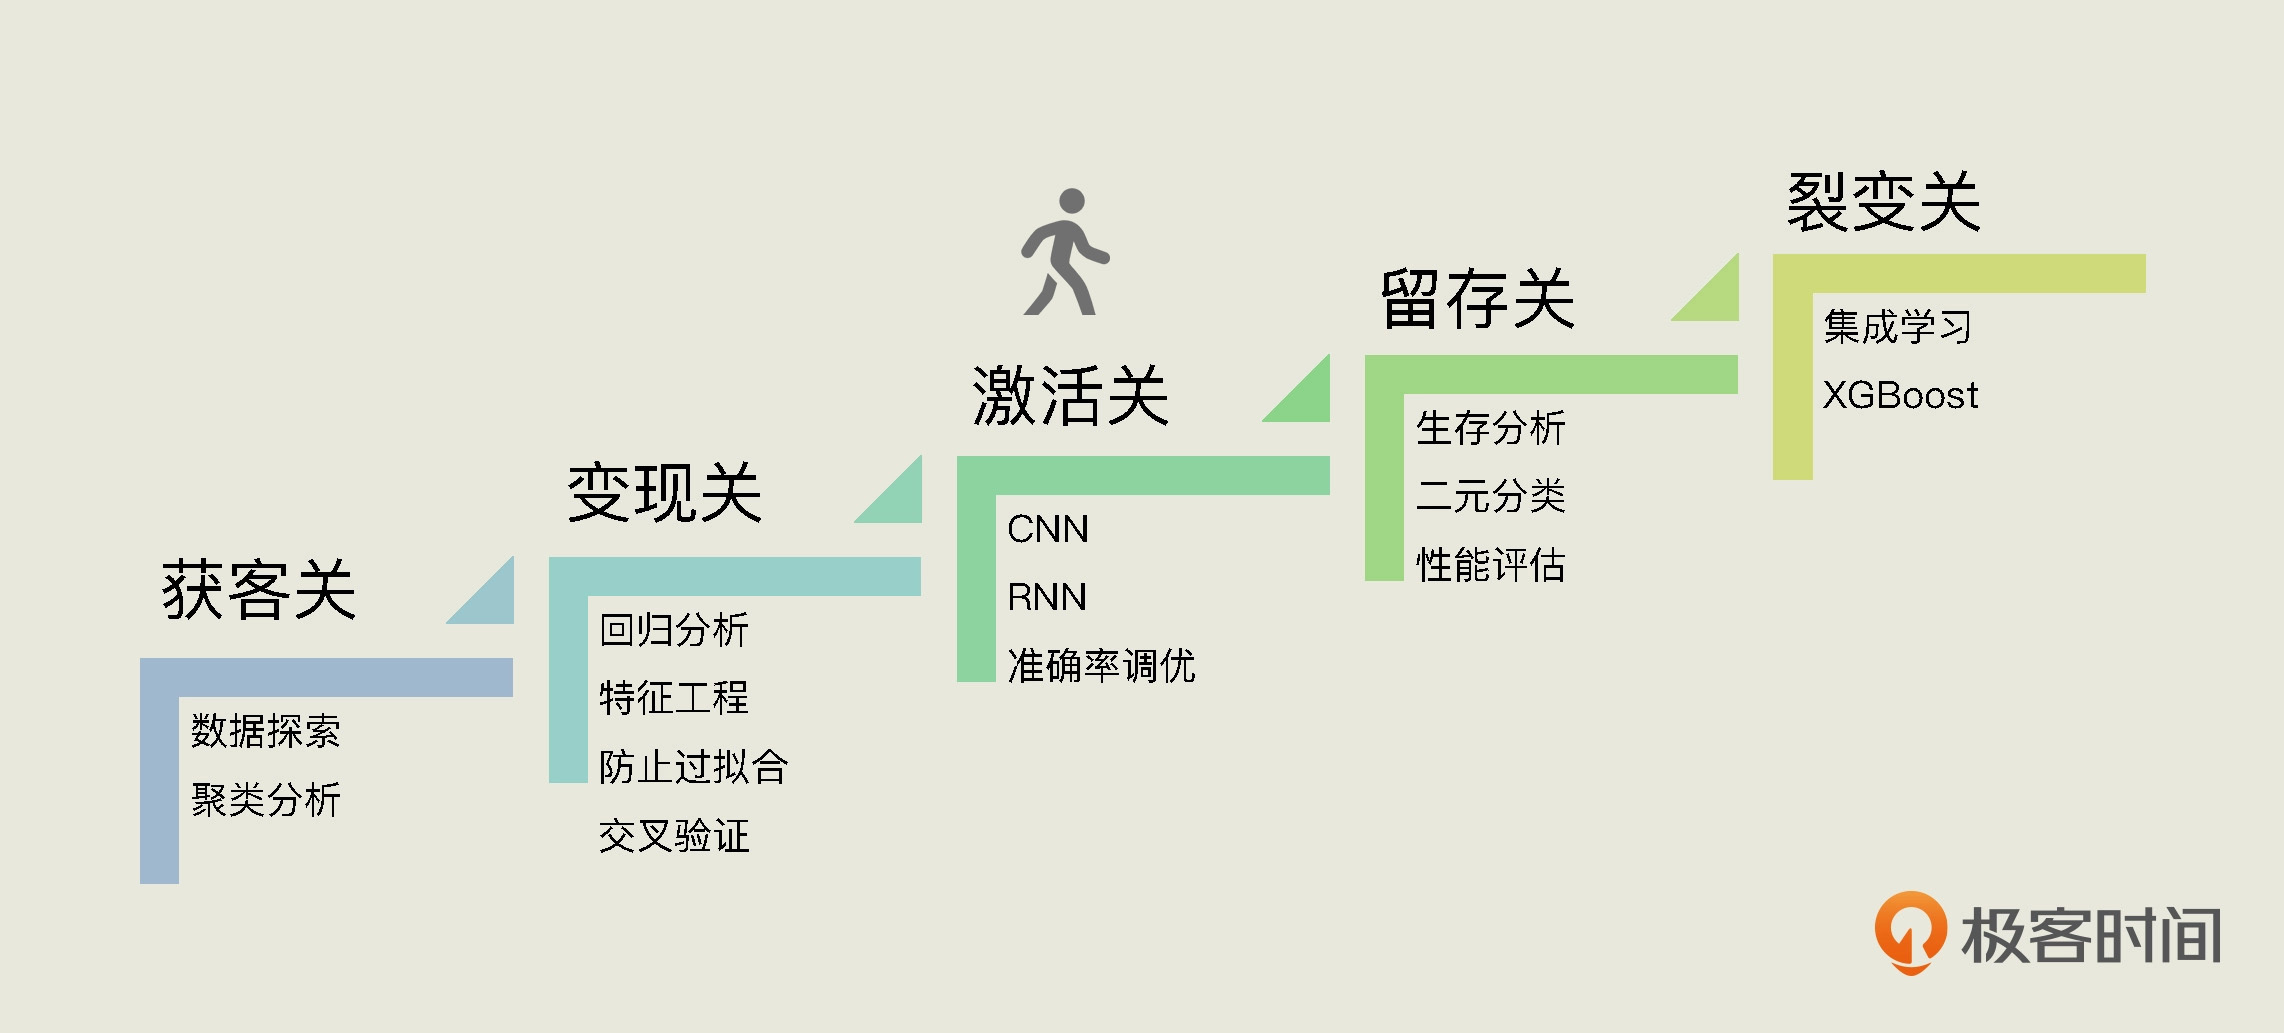 获客关
数据探索
聚类分析
变现关
回归分析
特征工程
防止过拟合
交叉验证
激活关
CNN
RNN
准确率调优
留存关
生存分析
二元分类
性能评估
裂变关
集成学习
XGBoost
极客时间